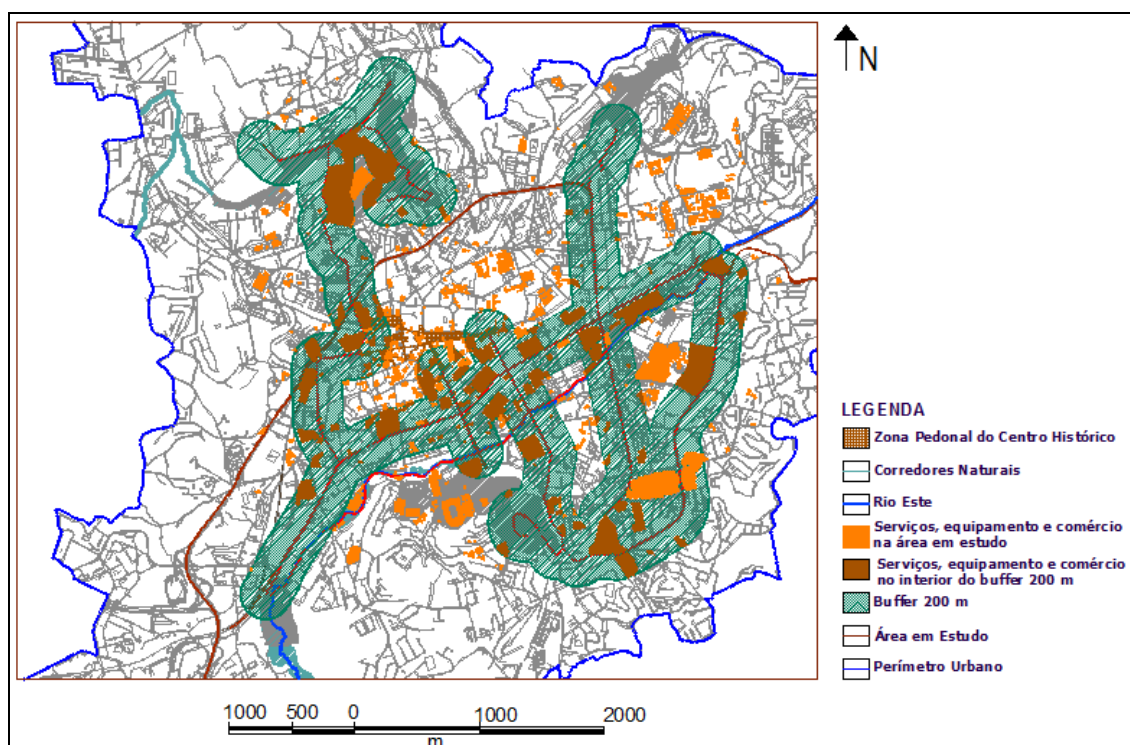 N
LEGENDA
Zona Pedonal do Centro Histórico
Corredores Naturais
Rio Este
Serviços, equipamento e comércio
na área em estudo
Serviços, equipamento e comércio
no interior do buffer 200 m
Buffer 200 m
Área em Estudo
Perímetro Urbano
1000 500 0 1000 2000
m